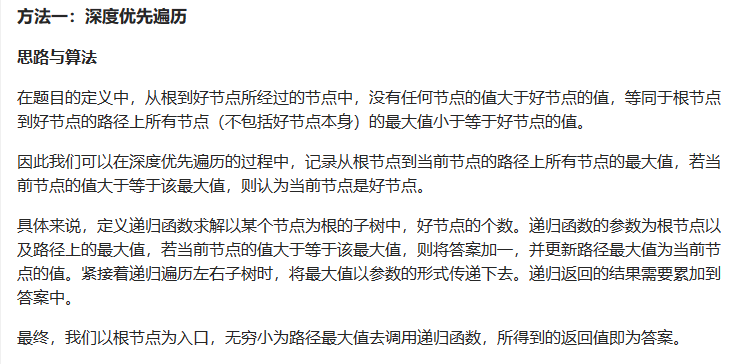 方法一：深度优先遍历
思路与算法
在题目的定义中，从根到好节点所经过的节点中，没有任何节点的值大于好节点的值，等同于根节点
到好节点的路径上所有节点（不包括好节点本身）的最大值小于等于好节点的值。
因此我们可以在深度优先遍历的过程中，记录从根节点到当前节点的路径上所有节点的最大值，若当
前节点的值大于等于该最大值，则认为当前节点是好节点。
具体来说，定义递归函数求解以某个节点为根的子树中，好节点的个数。递归函数的参数为根节点以
及路径上的最大值，若当前节点的值大于等于该最大值，则将答案加一，并更新路径最大值为当前节
点的值。紧接着递归遍历左右子树时，将最大值以参数的形式传递下去。递归返回的结果需要累加到
答案中。
最终，我们以根节点为入口，无穷小为路径最大值去调用递归函数，所得到的返回值即为答案。